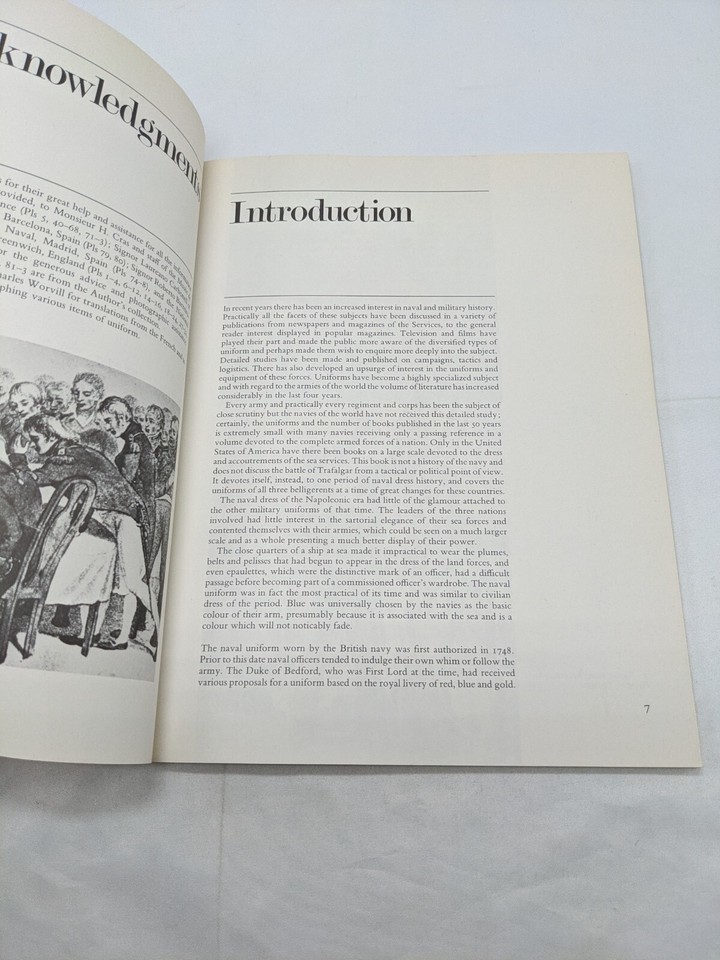 knowledgments
s for their great help and assistance for all the
ovided, to Monsieur H. Cras and staff of the
nce (Pls 5, 40–68, 71–3); Signor Laureano Carbonell,
Barcelona, Spain (Pls 79, 80); Signor Roberto
Naval, Madrid, Spain (Pls 74–8), and the
reenwich, England (Pls 1–4, 6–12, 14–16, 18–24,
or the generous advice and photographic
81–3 are from the Author's collection.
harles Worvill for translations from the French and
phing various items of uniform.
Introduction
In recent years there has been an increased interest in naval and military history.
Practically all the facets of these subjects have been discussed in a variety of
publications from newspapers and magazines of the Services, to the general
reader interest displayed in popular magazines. Television and films have
played their part and made the public more aware of the diversified types of
uniform and perhaps made them wish to enquire more deeply into the subject.
Detailed studies have been made and published on campaigns, tactics and
logistics. There has also developed an upsurge of interest in the uniforms and
equipment of these forces. Uniforms have become a highly specialized subject
and with regard to the armies of the world the volume of literature has increased
considerably in the last four years.
Every army and practically every regiment and corps has been the subject of
close scrutiny but the navies of the world have not received this detailed study;
certainly, the uniforms and the number of books published in the last 50 years
is extremely small with many navies receiving only a passing reference in a
volume devoted to the complete armed forces of a nation. Only in the United
States of America have there been books on a large scale devoted to the dress
and accoutrements of the sea services. This book is not a history of the navy and
does not discuss the battle of Trafalgar from a tactical or political point of view.
It devotes itself, instead, to one period of naval dress history, and covers the
uniforms of all three belligerents at a time of great changes for these countries.
The naval dress of the Napoleonic era had little of the glamour attached to
the other military uniforms of that time. The leaders of the three nations
involved had little interest in the sartorial elegance of their sea forces and
contented themselves with their armies, which could be seen on a much larger
scale and as a whole presenting a much better display of their power.
The close quarters of a ship at sea made it impractical to wear the plumes,
belts and pelisses that had begun to appear in the dress of the land forces, and
even epaulettes, which were the distinctive mark of an officer, had a difficult
passage before becoming part of a commissioned officer's wardrobe. The naval
uniform was in fact the most practical of its time and was similar to civilian
dress of the period. Blue was universally chosen by the navies as the basic
colour of their arm, presumably because it is associated with the sea and is a
colour which will not noticably fade.
The naval uniform worn by the British navy was first authorized in 1748.
Prior to this date naval officers tended to indulge their own whim or follow the
army. The Duke of Bedford, who was First Lord at the time, had received
various proposals for a uniform based on the royal livery of red, blue and gold.
7